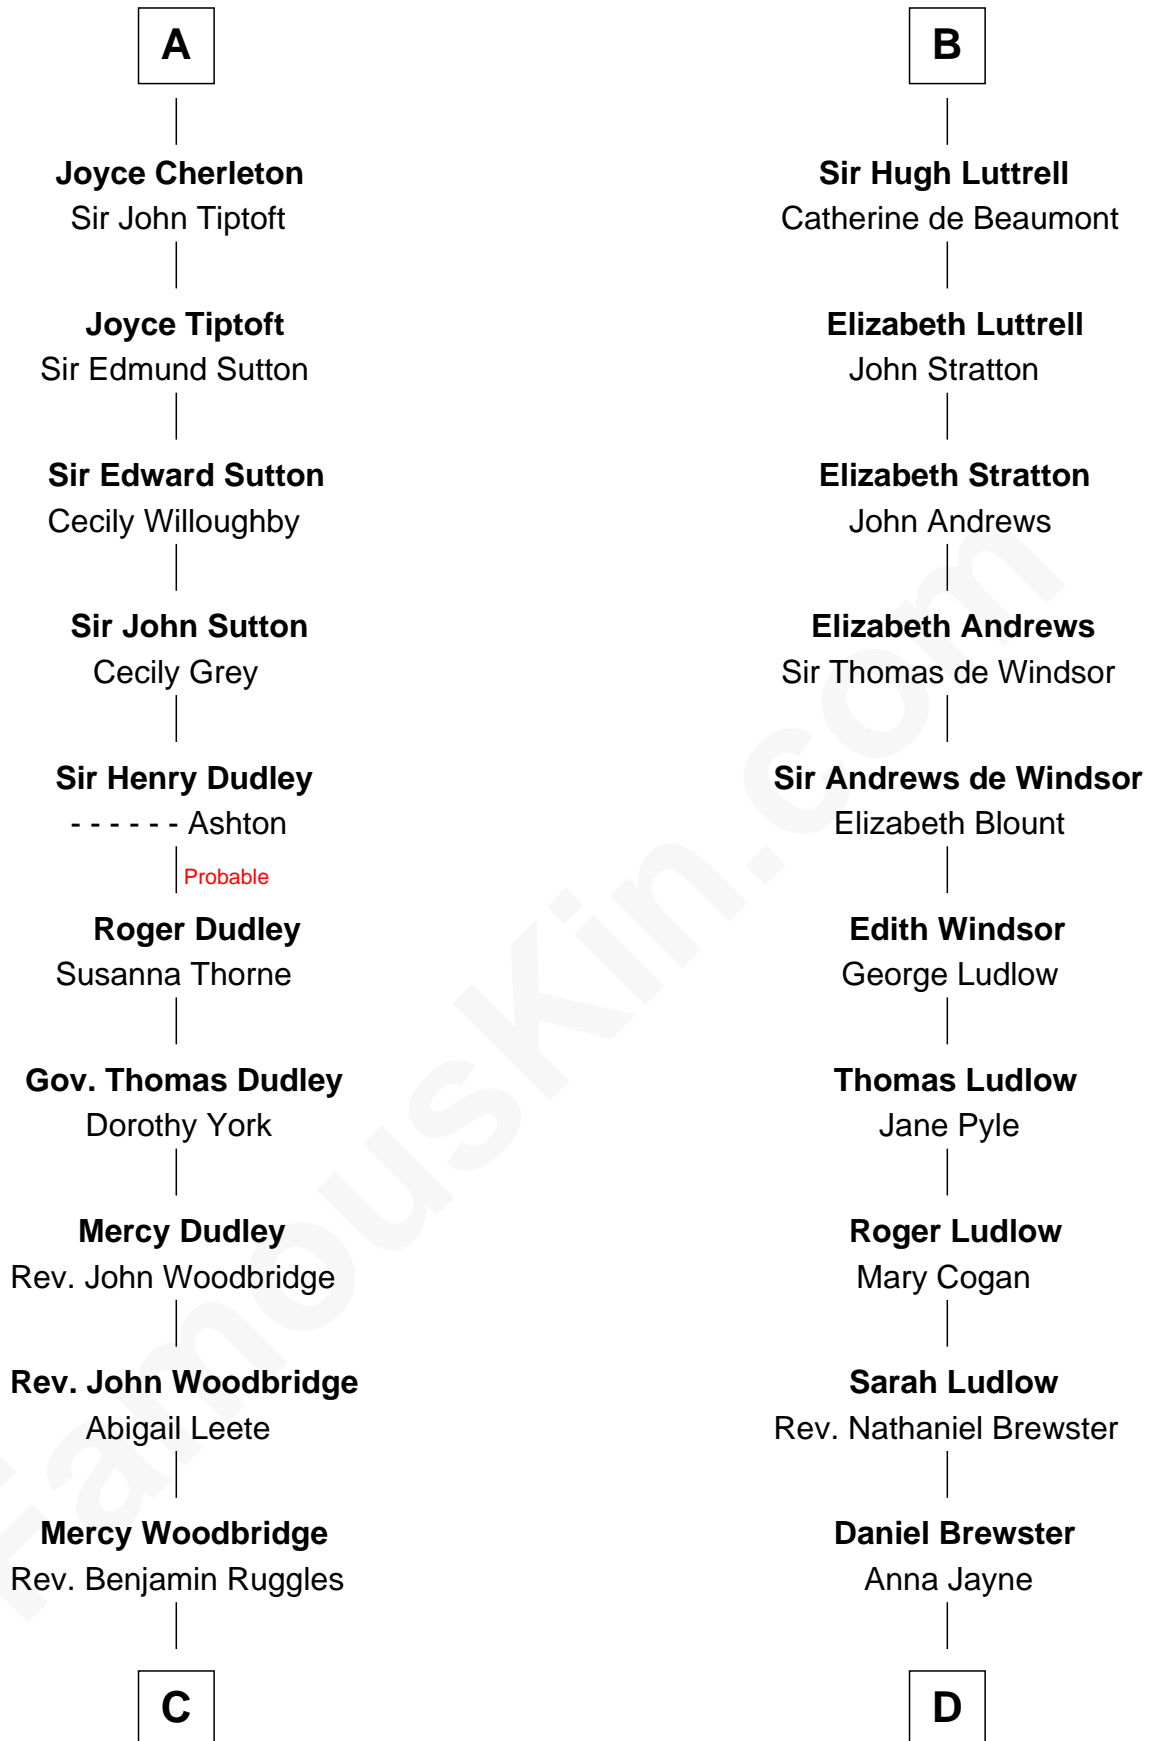 A
Joyce Cherleton
Sir John Tiptoft
Joyce Tiptoft
Sir Edmund Sutton
Sir Edward Sutton
Cecily Willoughby
Sir John Sutton
Cecily Grey
Sir Henry Dudley
- - - - - - Ashton
Probable
Roger Dudley
Susanna Thorne
Gov. Thomas Dudley
Dorothy York
Mercy Dudley
Rev. John Woodbridge
Rev. John Woodbridge
Abigail Leete
Mercy Woodbridge
Rev. Benjamin Ruggles
C
B
Sir Hugh Luttrell
Catherine de Beaumont
Elizabeth Luttrell
John Stratton
Elizabeth Stratton
John Andrews
Elizabeth Andrews
Sir Thomas de Windsor
Sir Andrews de Windsor
Elizabeth Blount
Edith Windsor
George Ludlow
Thomas Ludlow
Jane Pyle
Roger Ludlow
Mary Cogan
Sarah Ludlow
Rev. Nathaniel Brewster
Daniel Brewster
Anna Jayne
D
FamousKin.com